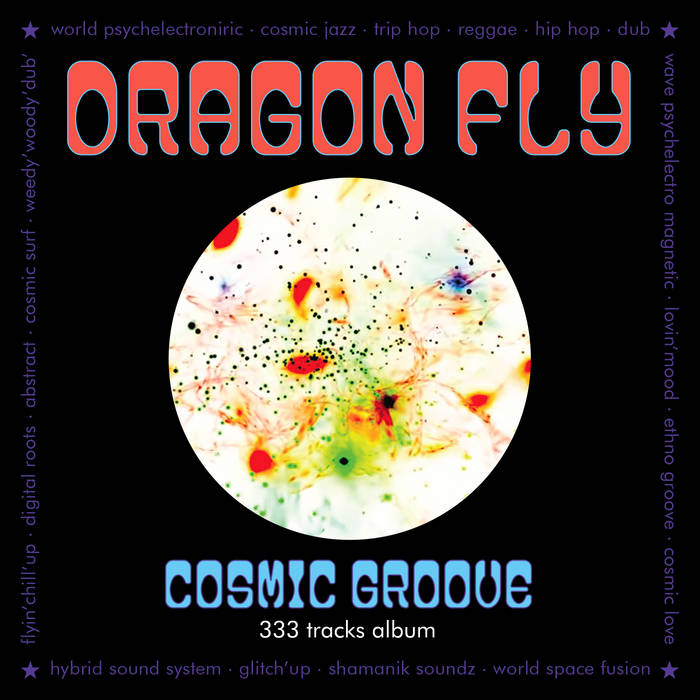 ★ world psychelectroniric · cosmic jazz · trip hop · reggae · hip hop · dub ★
DRAGON FLY
flyin'chill'up · digital roots · abstract · cosmic surf · weedy'woody'dub'
wave psychelectro magnetic · lovin'mood · ethno groove · cosmic love
COSMIC GROOVE
333 tracks album
★ hybrid sound system · glitch'up · shamanik soundz · world space fusion ★